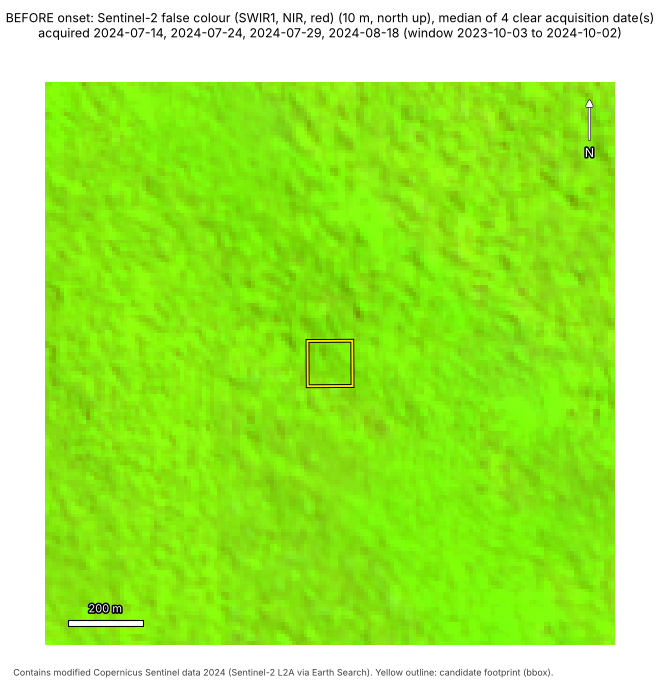 BEFORE onset: Sentinel-2 false colour (SWIR1, NIR, red) (10 m, north up), median of 4 clear acquisition date(s)
acquired 2024-07-14, 2024-07-24, 2024-07-29, 2024-08-18 (window 2023-10-03 to 2024-10-02)
N
200 m
Contains modified Copernicus Sentinel data 2024 (Sentinel-2 L2A via Earth Search). Yellow outline: candidate footprint (bbox).